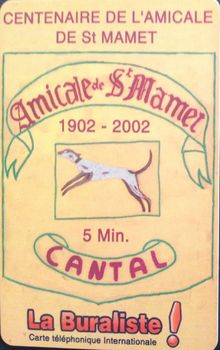 CENTENAIRE DE L'AMICALE
DE St MAMET
Amicale de St Mamet
1902 - 2002
5 Min.
CANTAL
La Buraliste !
Carte téléphonique Internationale